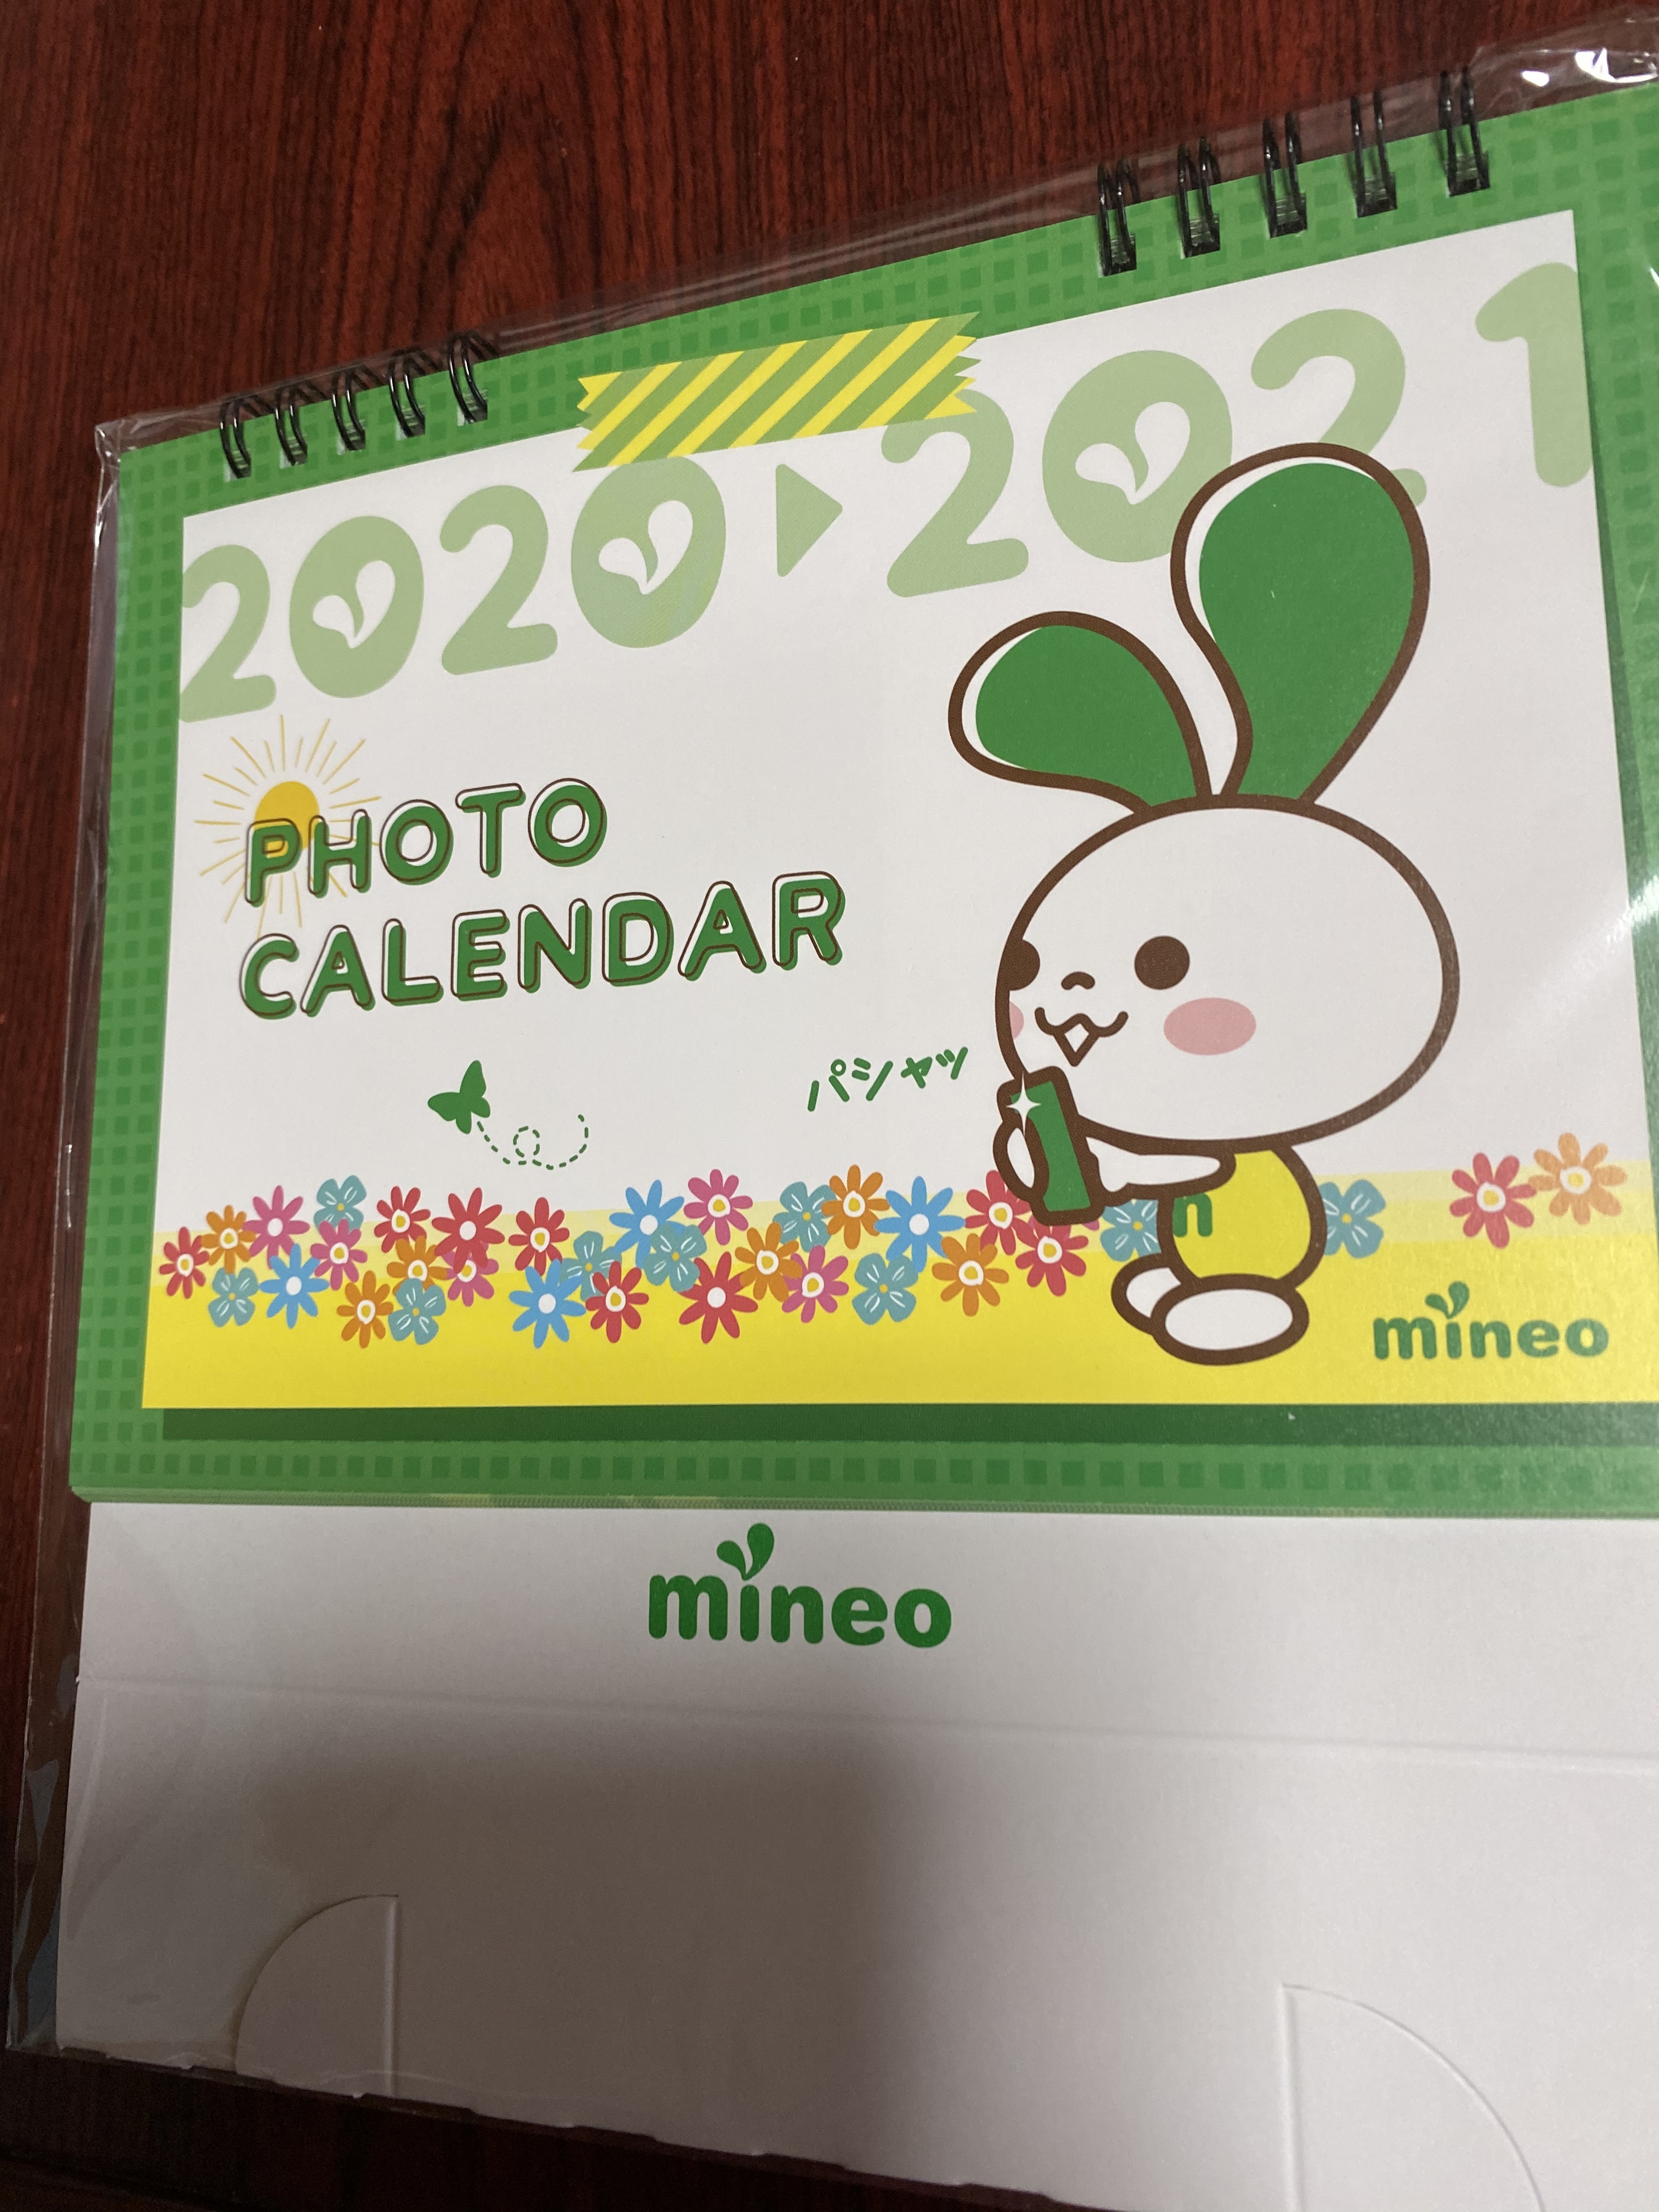 2020▶2021
PHOTO
CALENDAR
パシャッ
n
mineo
mineo